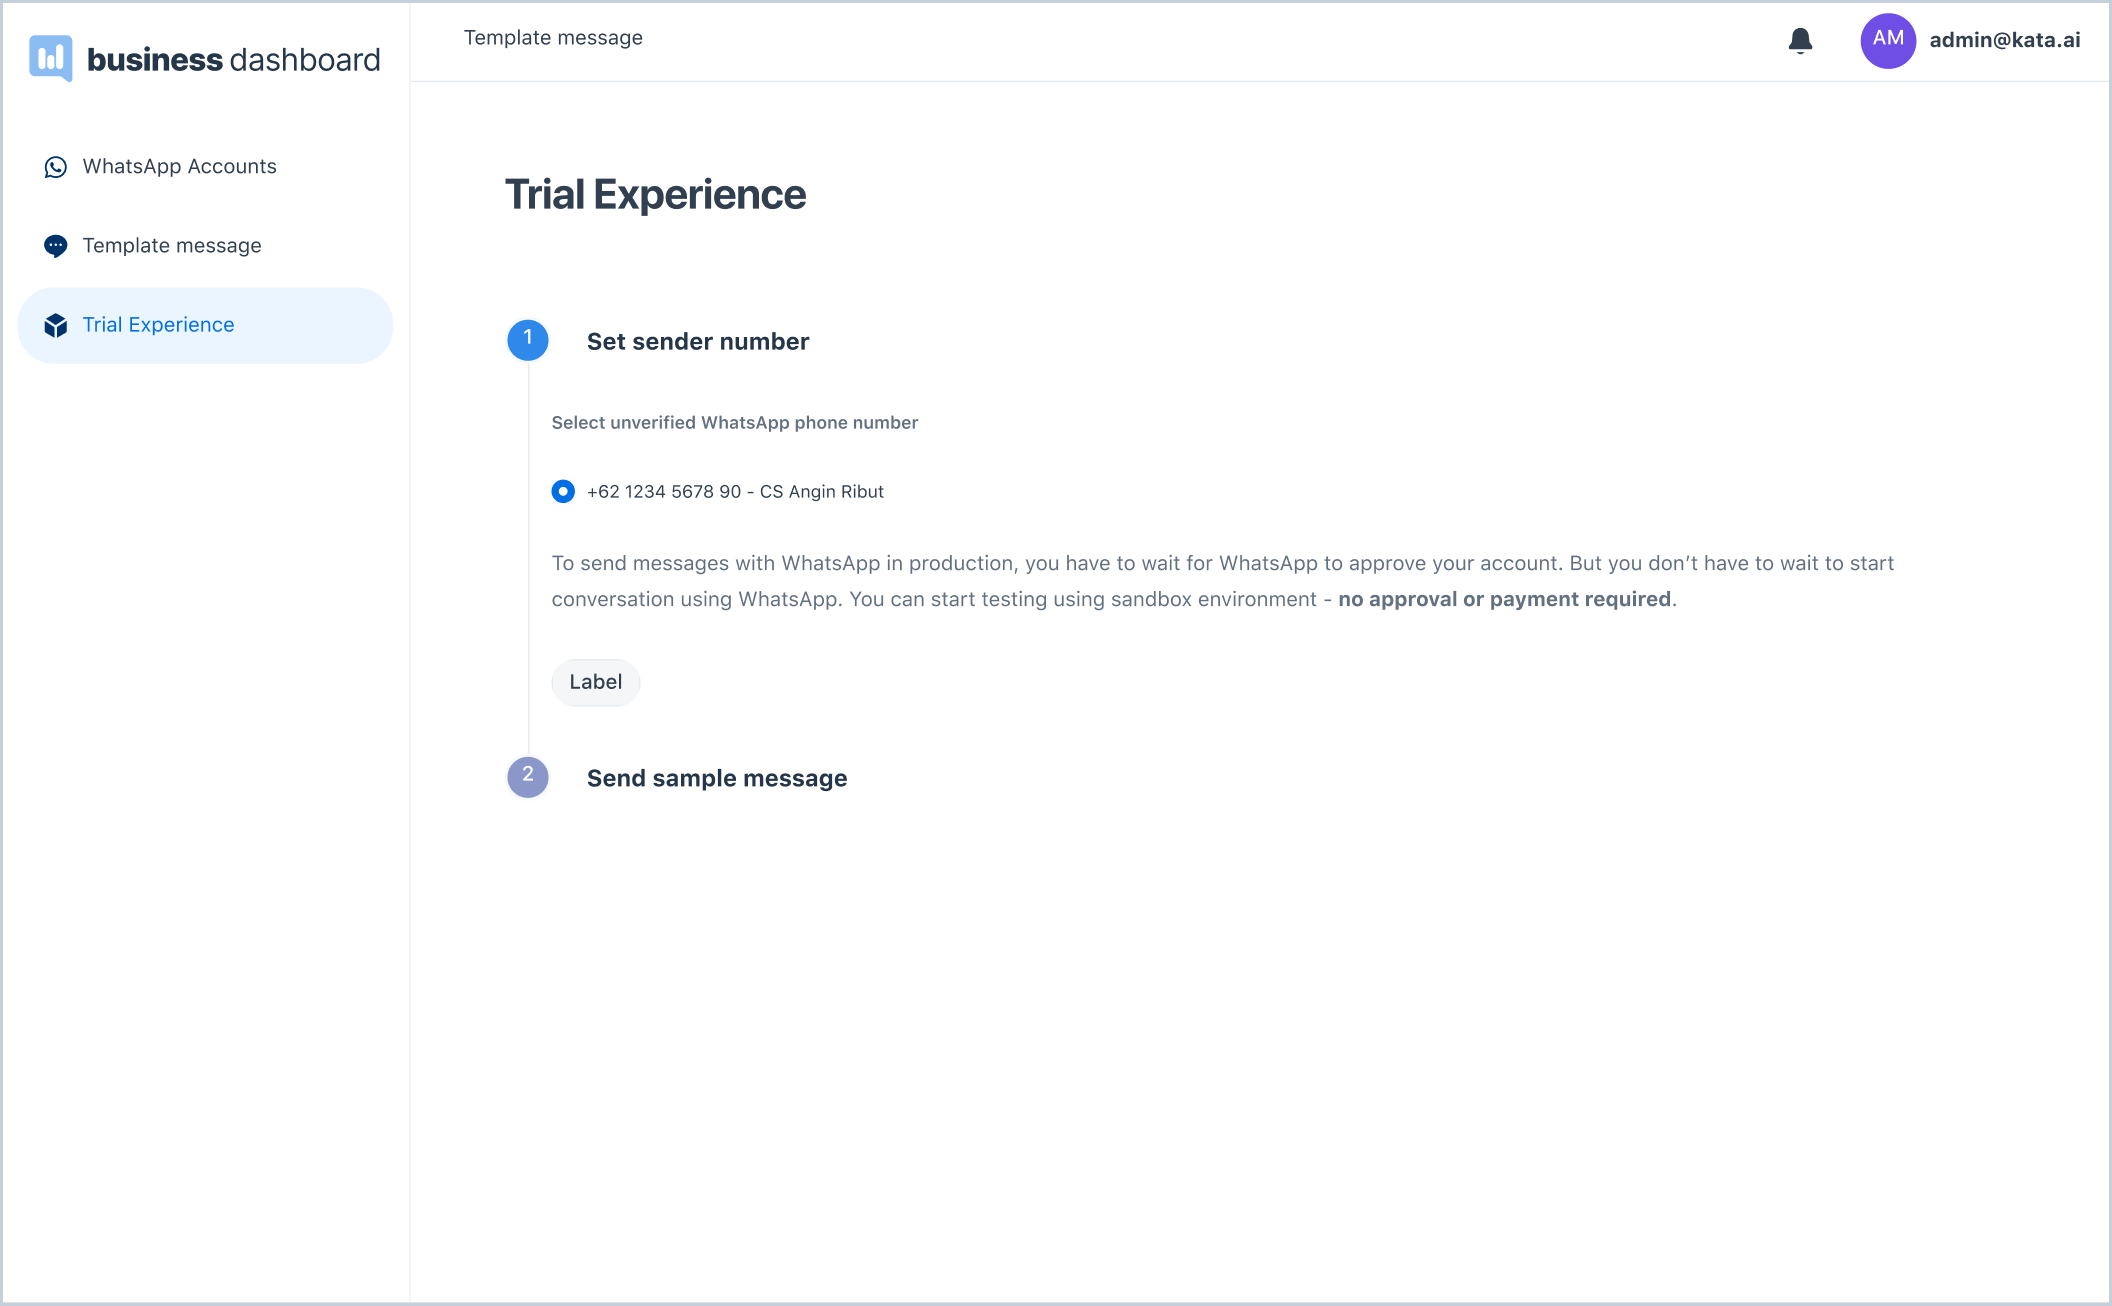 business dashboard
Template message
AM
admin@kata.ai
WhatsApp Accounts
Template message
Trial Experience
Trial Experience
1
Set sender number
Select unverified WhatsApp phone number
+62 1234 5678 90 - CS Angin Ribut
To send messages with WhatsApp in production, you have to wait for WhatsApp to approve your account. But you don’t have to wait to start
conversation using WhatsApp. You can start testing using sandbox environment - no approval or payment required.
Label
2
Send sample message